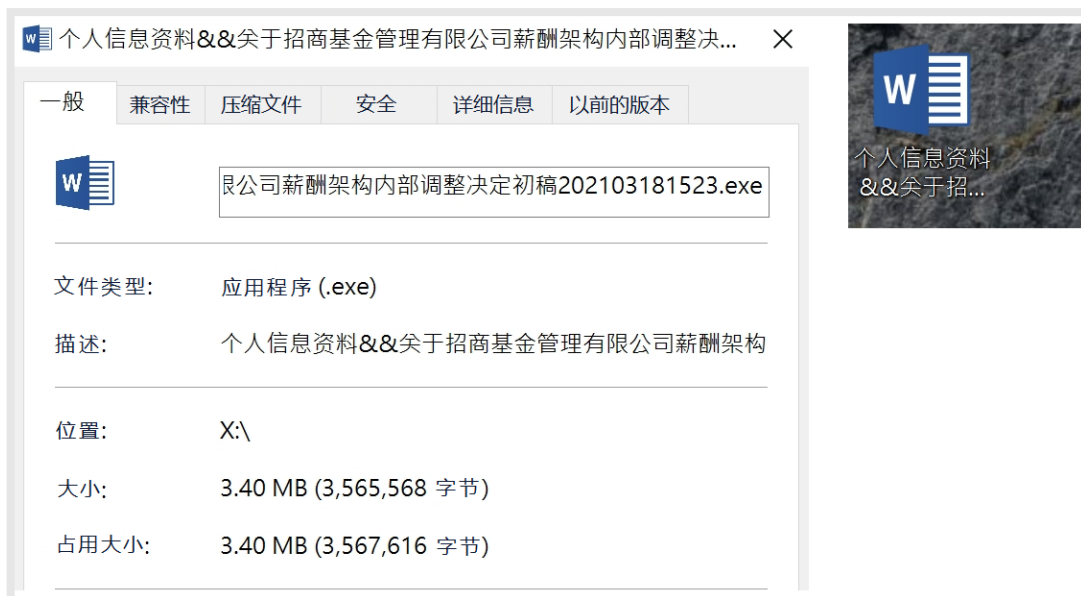 个人信息资料&&关于招商基金管理有限公司薪酬架构内部调整决...
一般
兼容性
压缩文件
安全
详细信息
以前的版本
限公司薪酬架构内部调整决定初稿202103181523.exe
文件类型:
应用程序 (.exe)
描述:
个人信息资料&&关于招商基金管理有限公司薪酬架构
位置:
X:\
大小:
3.40 MB (3,565,568 字节)
占用大小:
3.40 MB (3,567,616 字节)
个人信息资料
&&关于招...